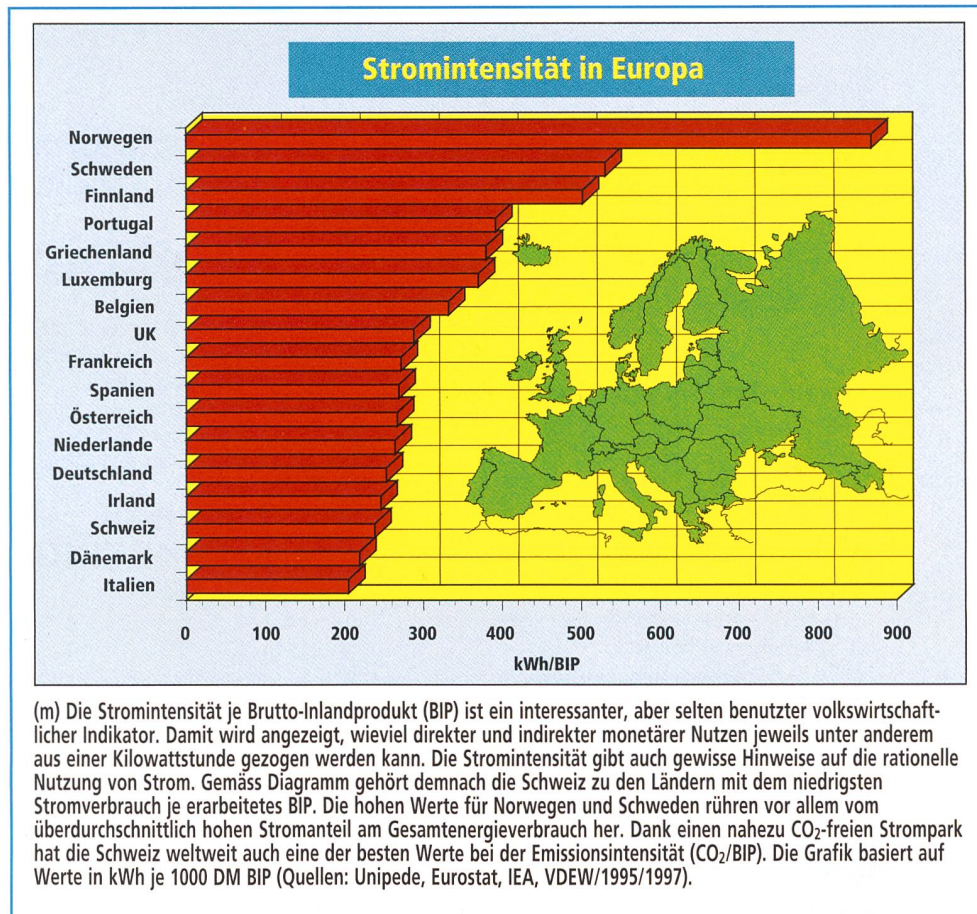 Stromintensität in Europa
Norwegen
Schweden
Finnland
Portugal
Griechenland
Luxemburg
Belgien
UK
Frankreich
Spanien
Österreich
Niederlande
Deutschland
Irland
Schweiz
Dänemark
Italien
0 100 200 300 400 500 600 700 800 900
kWh/BIP
(m) Die Stromintensität je Brutto-Inlandprodukt (BIP) ist ein interessanter, aber selten benutzter volkswirtschaft-
licher Indikator. Damit wird angezeigt, wieviel direkter und indirekter monetärer Nutzen jeweils unter anderem
aus einer Kilowattstunde gezogen werden kann. Die Stromintensität gibt auch gewisse Hinweise auf die rationelle
Nutzung von Strom. Gemäss Diagramm gehört demnach die Schweiz zu den Ländern mit dem niedrigsten
Stromverbrauch je erarbeitetes BIP. Die hohen Werte für Norwegen und Schweden rühren vor allem vom
überdurchschnittlich hohen Stromanteil am Gesamtenergieverbrauch her. Dank einen nahezu CO₂-freien Strompark
hat die Schweiz weltweit auch eine der besten Werte bei der Emissionsintensität (CO₂/BIP). Die Grafik basiert auf
Werte in kWh je 1000 DM BIP (Quellen: Unipede, Eurostat, IEA, VDEW/1995/1997).